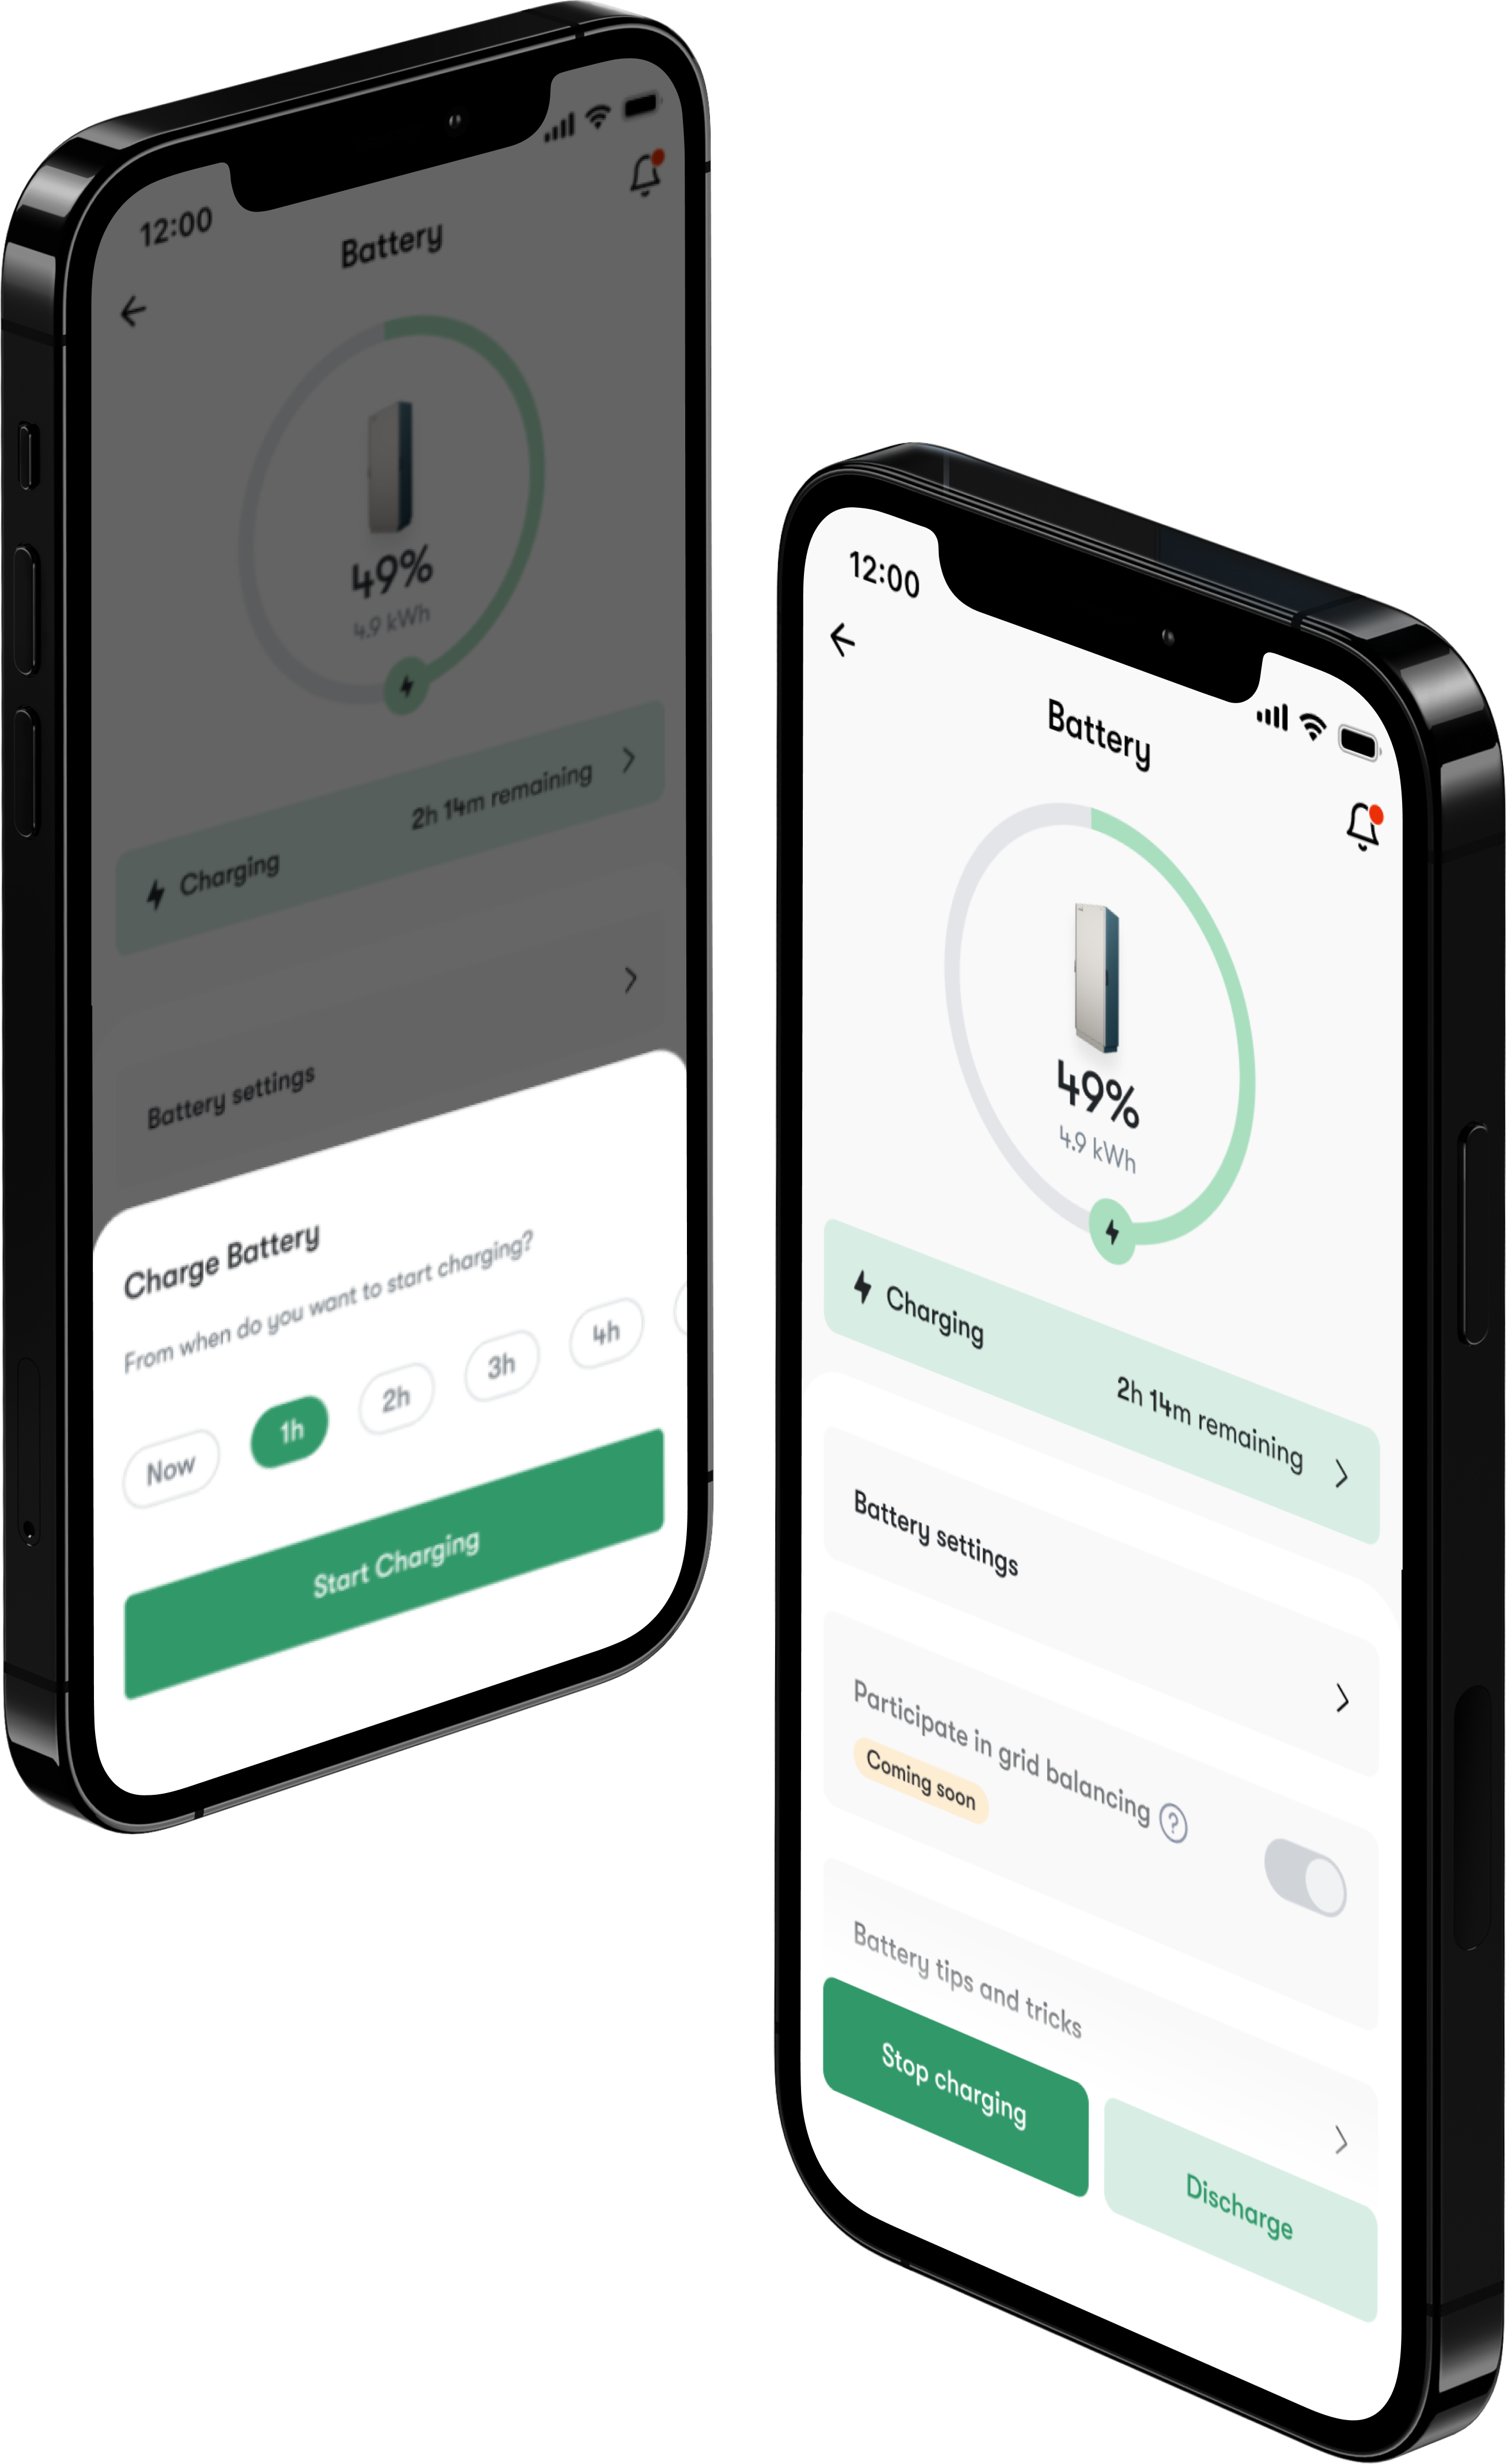 12:00
Battery
49%
4.9 kWh
Charging
2h 14m remaining
Battery settings
Charge Battery
From when do you want to start charging?
Now
1h
2h
3h
4h
Start Charging
12:00
Battery
49%
4.9 kWh
Charging
2h 14m remaining
Battery settings
Participate in grid balancing ?
Coming soon
Battery tips and tricks
Stop charging
Discharge